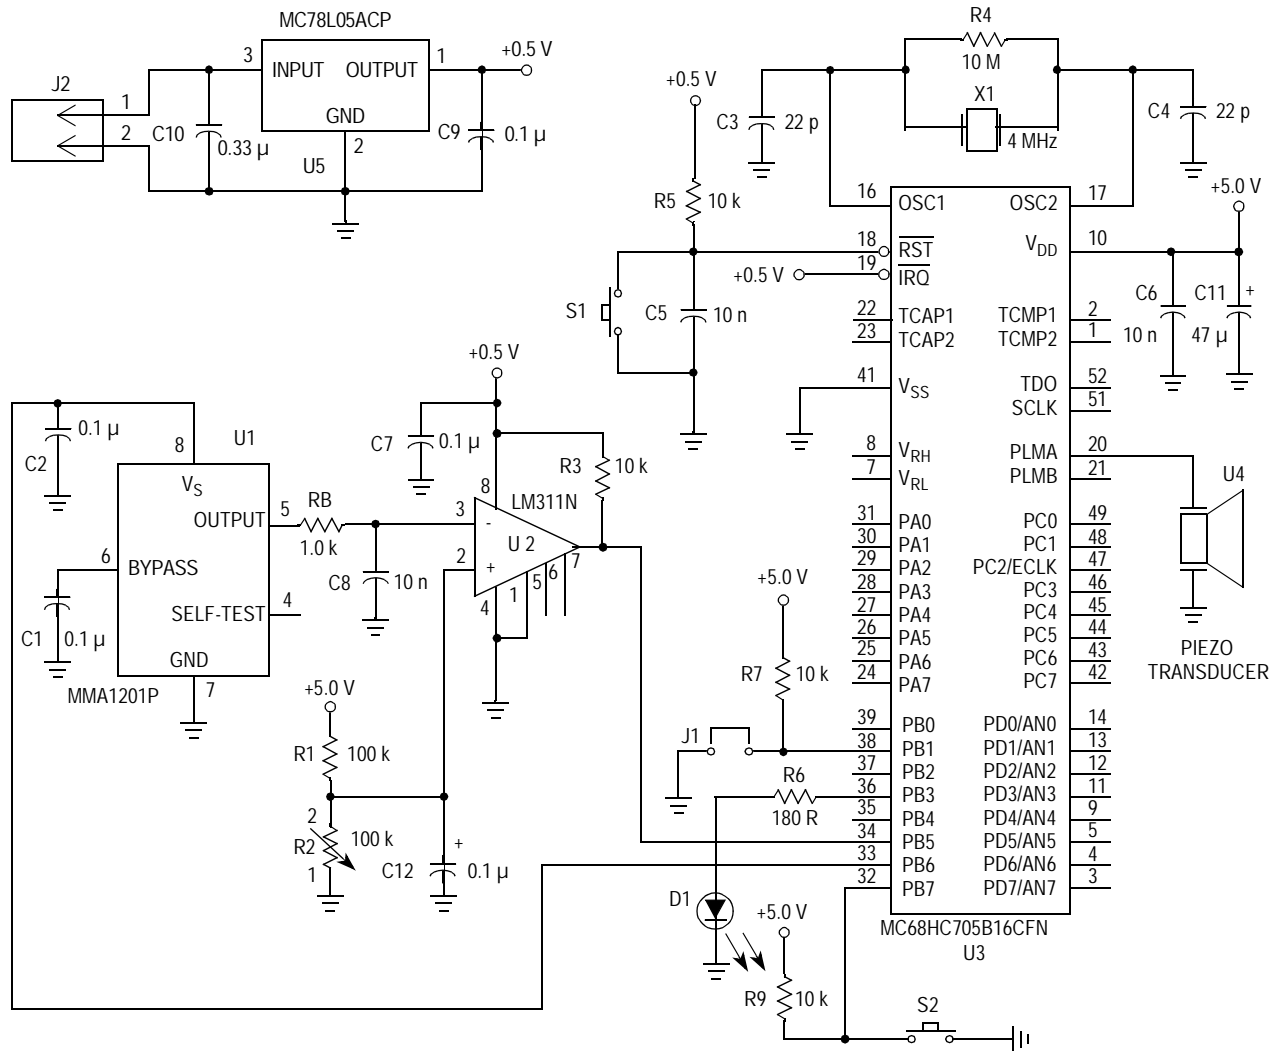 MC78L05ACP
J2
1
2
3
INPUT
OUTPUT
1
GND
2
U5
C10
0.33 µ
C9
0.1 µ
+0.5 V
+0.5 V
R5
10 k
S1
C5
10 n
+0.5 V
R4
10 M
X1
4 MHz
C3
22 p
C4
22 p
+5.0 V
C6
10 n
C11
+
47 µ
16
OSC1
18
RST
19
IRQ
22
TCAP1
23
TCAP2
41
VSS
8
VRH
7
VRL
31
PA0
30
PA1
29
PA2
28
PA3
27
PA4
26
PA5
25
PA6
24
PA7
39
PB0
38
PB1
37
PB2
36
PB3
35
PB4
34
PB5
33
PB6
32
PB7
OSC2
17
VDD
10
TCMP1
2
TCMP2
1
TDO
52
SCLK
51
PLMA
20
PLMB
21
PC0
49
PC1
48
PC2/ECLK
47
PC3
46
PC4
45
PC5
44
PC6
43
PC7
42
PD0/AN0
14
PD1/AN1
13
PD2/AN2
12
PD3/AN3
11
PD4/AN4
9
PD5/AN5
5
PD6/AN6
4
PD7/AN7
3
MC68HC705B16CFN
U3
U4
PIEZO
TRANSDUCER
0.1 µ
C2
8
U1
VS
OUTPUT
5
6
BYPASS
SELF-TEST
4
GND
7
MMA1201P
C1
0.1 µ
RB
1.0 k
C8
10 n
+0.5 V
C7
0.1 µ
R3
10 k
8
LM311N
3
-
U 2
2
+
4
1
5
6
7
+5.0 V
R1
100 k
2
R2
100 k
1
C12
+
0.1 µ
+5.0 V
R7
10 k
J1
R6
180 R
D1
+5.0 V
R9
10 k
S2